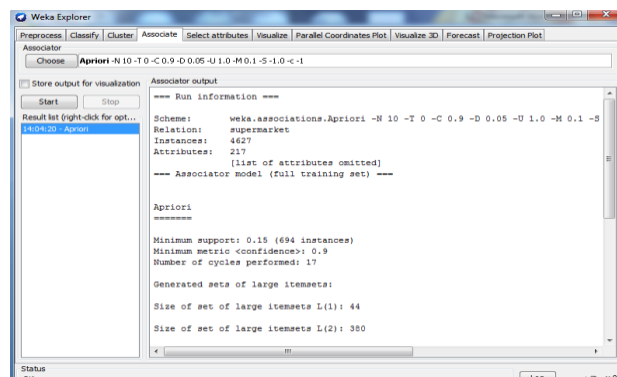 Weka Explorer
Preprocess Classify Cluster Associate Select attributes Visualize Parallel Coordinates Plot Visualize 3D Forecast Projection Plot
Associator
Choose Apriori -N 10 -T 0 -C 0.9 -D 0.05 -U 1.0 -M 0.1 -S -1.0 -c -1
Store output for visualization
Start Stop
Result list (right-click for opt...
14:04:20 - Apriori
Associator output
=== Run information ===
Scheme: weka.associations.Apriori -N 10 -T 0 -C 0.9 -D 0.05 -U 1.0 -M 0.1 -S
Relation: supermarket
Instances: 4627
Attributes: 217
[list of attributes omitted]
=== Associator model (full training set) ===
Apriori
=======
Minimum support: 0.15 (694 instances)
Minimum metric <confidence>: 0.9
Number of cycles performed: 17
Generated sets of large itemsets:
Size of set of large itemsets L(1): 44
Size of set of large itemsets L(2): 380
Status